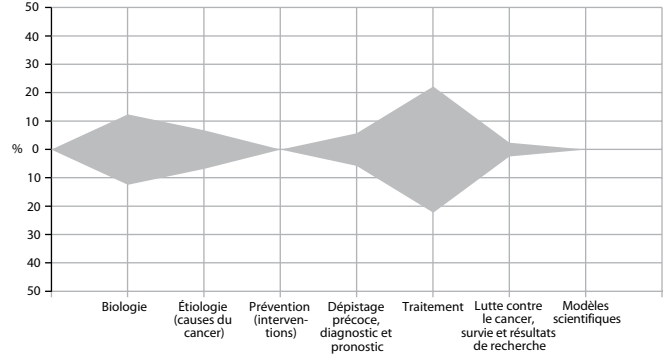 50
40
30
20
10
% 0
10
20
30
40
50
Biologie
Étiologie
(causes du
cancer)
Prévention
(interven-
tions)
Dépistage
précoce,
diagnostic et
pronostic
Traitement
Lutte contre
le cancer,
survie et résultats
de recherche
Modèles
scientifiques